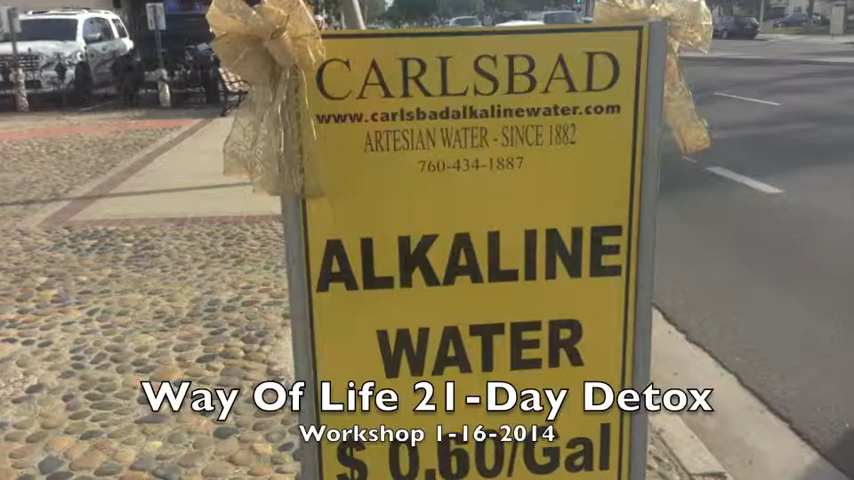 CARLSBAD
www.carlsbadalkalinewater.com
ARTESIAN WATER - SINCE 1882
760-434-1887
ALKALINE
WATER
Way Of Life 21-Day Detox
Workshop 1-16-2014
$ 0.60/Gal